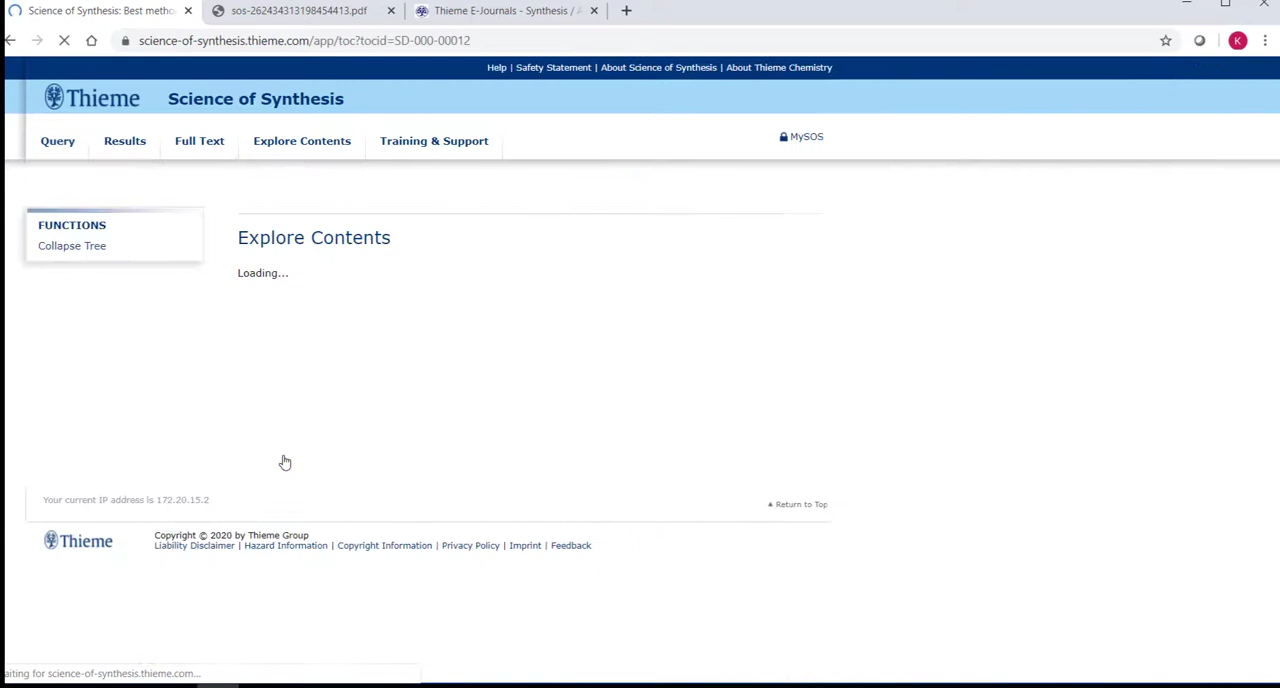 Science of Synthesis: Best metho
sos-262434313198454413.pdf
Thieme E-Journals - Synthesis / A
science-of-synthesis.thieme.com/app/toc?tocid=SD-000-00012
K
Help | Safety Statement | About Science of Synthesis | About Thieme Chemistry
Thieme Science of Synthesis
Query Results Full Text Explore Contents Training & Support MySOS
FUNCTIONS
Collapse Tree
Explore Contents
Loading...
Your current IP address is 172.20.15.2
Return to Top
Thieme
Copyright © 2020 by Thieme Group
Liability Disclaimer | Hazard Information | Copyright Information | Privacy Policy | Imprint | Feedback
aiting for science-of-synthesis.thieme.com...